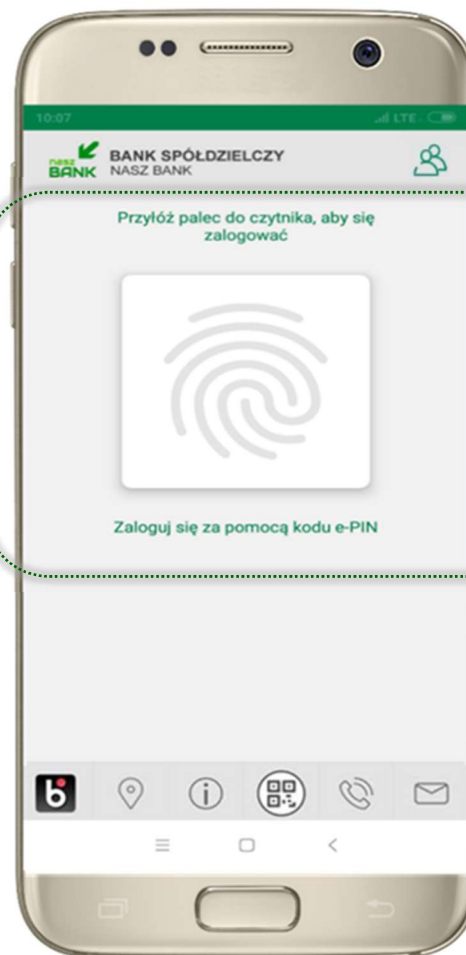 10:07
LTE
nasz
BANK
BANK SPÓŁDZIELCZY
NASZ BANK
Przyłóż palec do czytnika, aby się
zalogować
Zaloguj się za pomocą kodu e-PIN